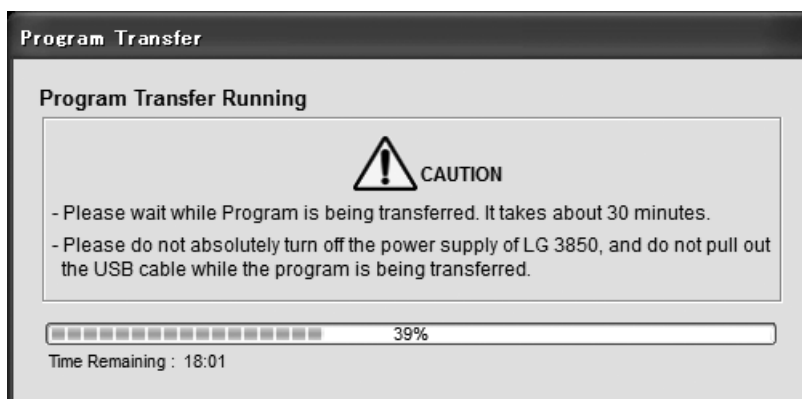 Program Transfer
Program Transfer Running
CAUTION
- Please wait while Program is being transferred. It takes about 30 minutes.
- Please do not absolutely turn off the power supply of LG 3850, and do not pull out
the USB cable while the program is being transferred.
39%
Time Remaining : 18:01